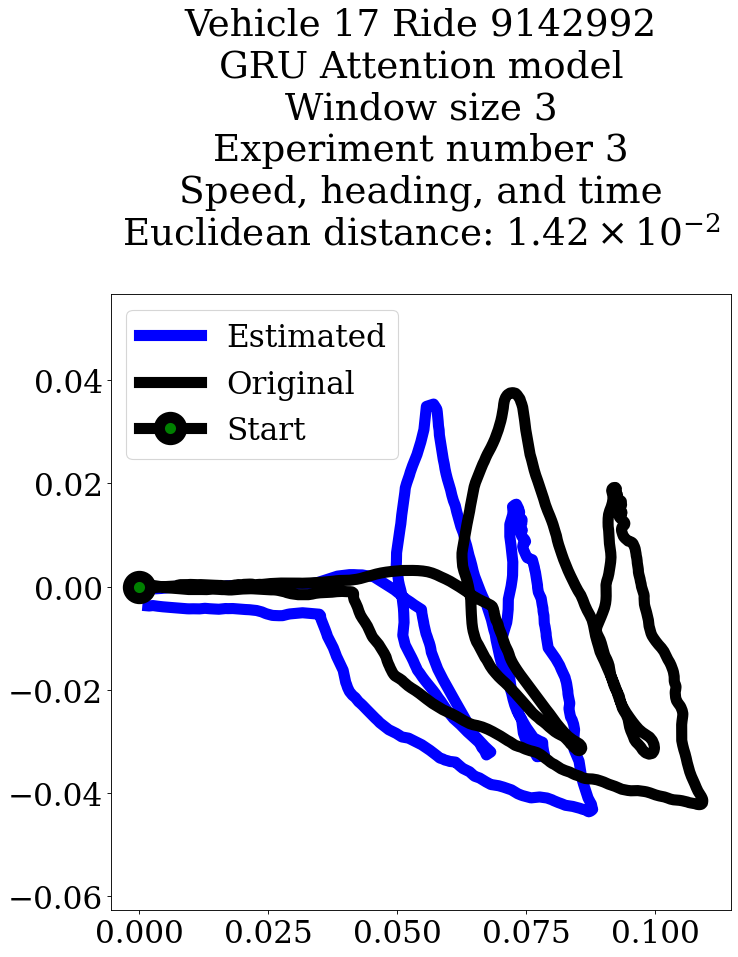 Vehicle 17 Ride 9142992
GRU Attention model
Window size 3
Experiment number 3
Speed, heading, and time
Euclidean distance: 1.42 × 10⁻²
Estimated
Original
Start
0.04
0.02
0.00
−0.02
−0.04
−0.06
0.000 0.025 0.050 0.075 0.100